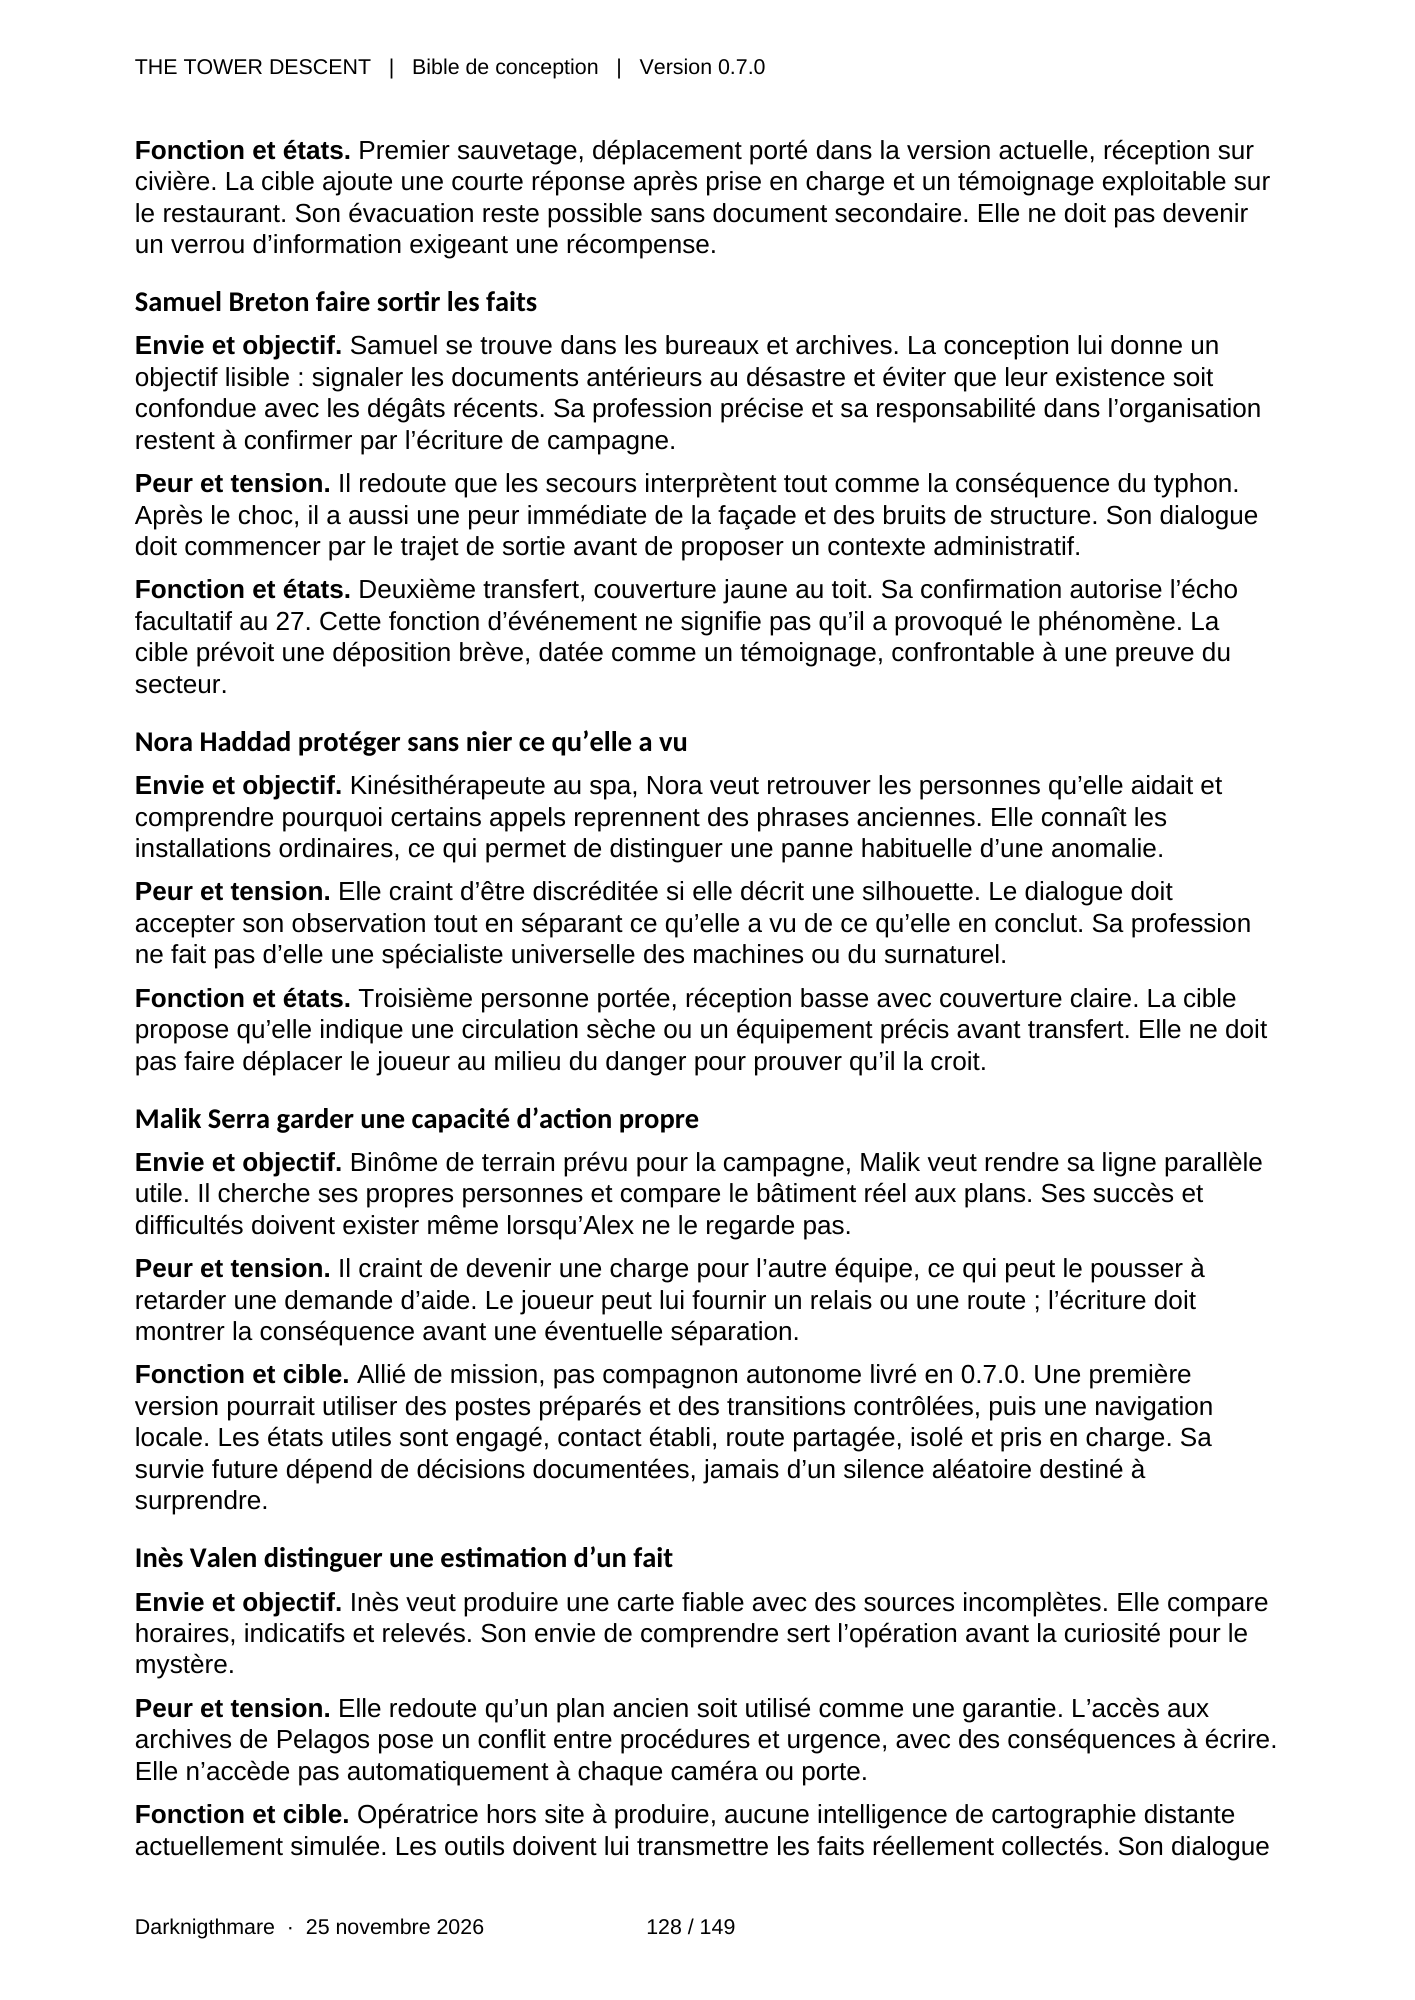 THE TOWER DESCENT | Bible de conception | Version 0.7.0
Fonction et états. Premier sauvetage, déplacement porté dans la version actuelle, réception sur
civière. La cible ajoute une courte réponse après prise en charge et un témoignage exploitable sur
le restaurant. Son évacuation reste possible sans document secondaire. Elle ne doit pas devenir
un verrou d’information exigeant une récompense.
Samuel Breton faire sortir les faits
Envie et objectif. Samuel se trouve dans les bureaux et archives. La conception lui donne un
objectif lisible : signaler les documents antérieurs au désastre et éviter que leur existence soit
confondue avec les dégâts récents. Sa profession précise et sa responsabilité dans l’organisation
restent à confirmer par l’écriture de campagne.
Peur et tension. Il redoute que les secours interprètent tout comme la conséquence du typhon.
Après le choc, il a aussi une peur immédiate de la façade et des bruits de structure. Son dialogue
doit commencer par le trajet de sortie avant de proposer un contexte administratif.
Fonction et états. Deuxième transfert, couverture jaune au toit. Sa confirmation autorise l’écho
facultatif au 27. Cette fonction d’événement ne signifie pas qu’il a provoqué le phénomène. La
cible prévoit une déposition brève, datée comme un témoignage, confrontable à une preuve du
secteur.
Nora Haddad protéger sans nier ce qu’elle a vu
Envie et objectif. Kinésithérapeute au spa, Nora veut retrouver les personnes qu’elle aidait et
comprendre pourquoi certains appels reprennent des phrases anciennes. Elle connaît les
installations ordinaires, ce qui permet de distinguer une panne habituelle d’une anomalie.
Peur et tension. Elle craint d’être discréditée si elle décrit une silhouette. Le dialogue doit
accepter son observation tout en séparant ce qu’elle a vu de ce qu’elle en conclut. Sa profession
ne fait pas d’elle une spécialiste universelle des machines ou du surnaturel.
Fonction et états. Troisième personne portée, réception basse avec couverture claire. La cible
propose qu’elle indique une circulation sèche ou un équipement précis avant transfert. Elle ne doit
pas faire déplacer le joueur au milieu du danger pour prouver qu’il la croit.
Malik Serra garder une capacité d’action propre
Envie et objectif. Binôme de terrain prévu pour la campagne, Malik veut rendre sa ligne parallèle
utile. Il cherche ses propres personnes et compare le bâtiment réel aux plans. Ses succès et
difficultés doivent exister même lorsqu’Alex ne le regarde pas.
Peur et tension. Il craint de devenir une charge pour l’autre équipe, ce qui peut le pousser à
retarder une demande d’aide. Le joueur peut lui fournir un relais ou une route ; l’écriture doit
montrer la conséquence avant une éventuelle séparation.
Fonction et cible. Allié de mission, pas compagnon autonome livré en 0.7.0. Une première
version pourrait utiliser des postes préparés et des transitions contrôlées, puis une navigation
locale. Les états utiles sont engagé, contact établi, route partagée, isolé et pris en charge. Sa
survie future dépend de décisions documentées, jamais d’un silence aléatoire destiné à
surprendre.
Inès Valen distinguer une estimation d’un fait
Envie et objectif. Inès veut produire une carte fiable avec des sources incomplètes. Elle compare
horaires, indicatifs et relevés. Son envie de comprendre sert l’opération avant la curiosité pour le
mystère.
Peur et tension. Elle redoute qu’un plan ancien soit utilisé comme une garantie. L’accès aux
archives de Pelagos pose un conflit entre procédures et urgence, avec des conséquences à écrire.
Elle n’accède pas automatiquement à chaque caméra ou porte.
Fonction et cible. Opératrice hors site à produire, aucune intelligence de cartographie distante
actuellement simulée. Les outils doivent lui transmettre les faits réellement collectés. Son dialogue
Darknigthmare · 25 novembre 2026 128 / 149